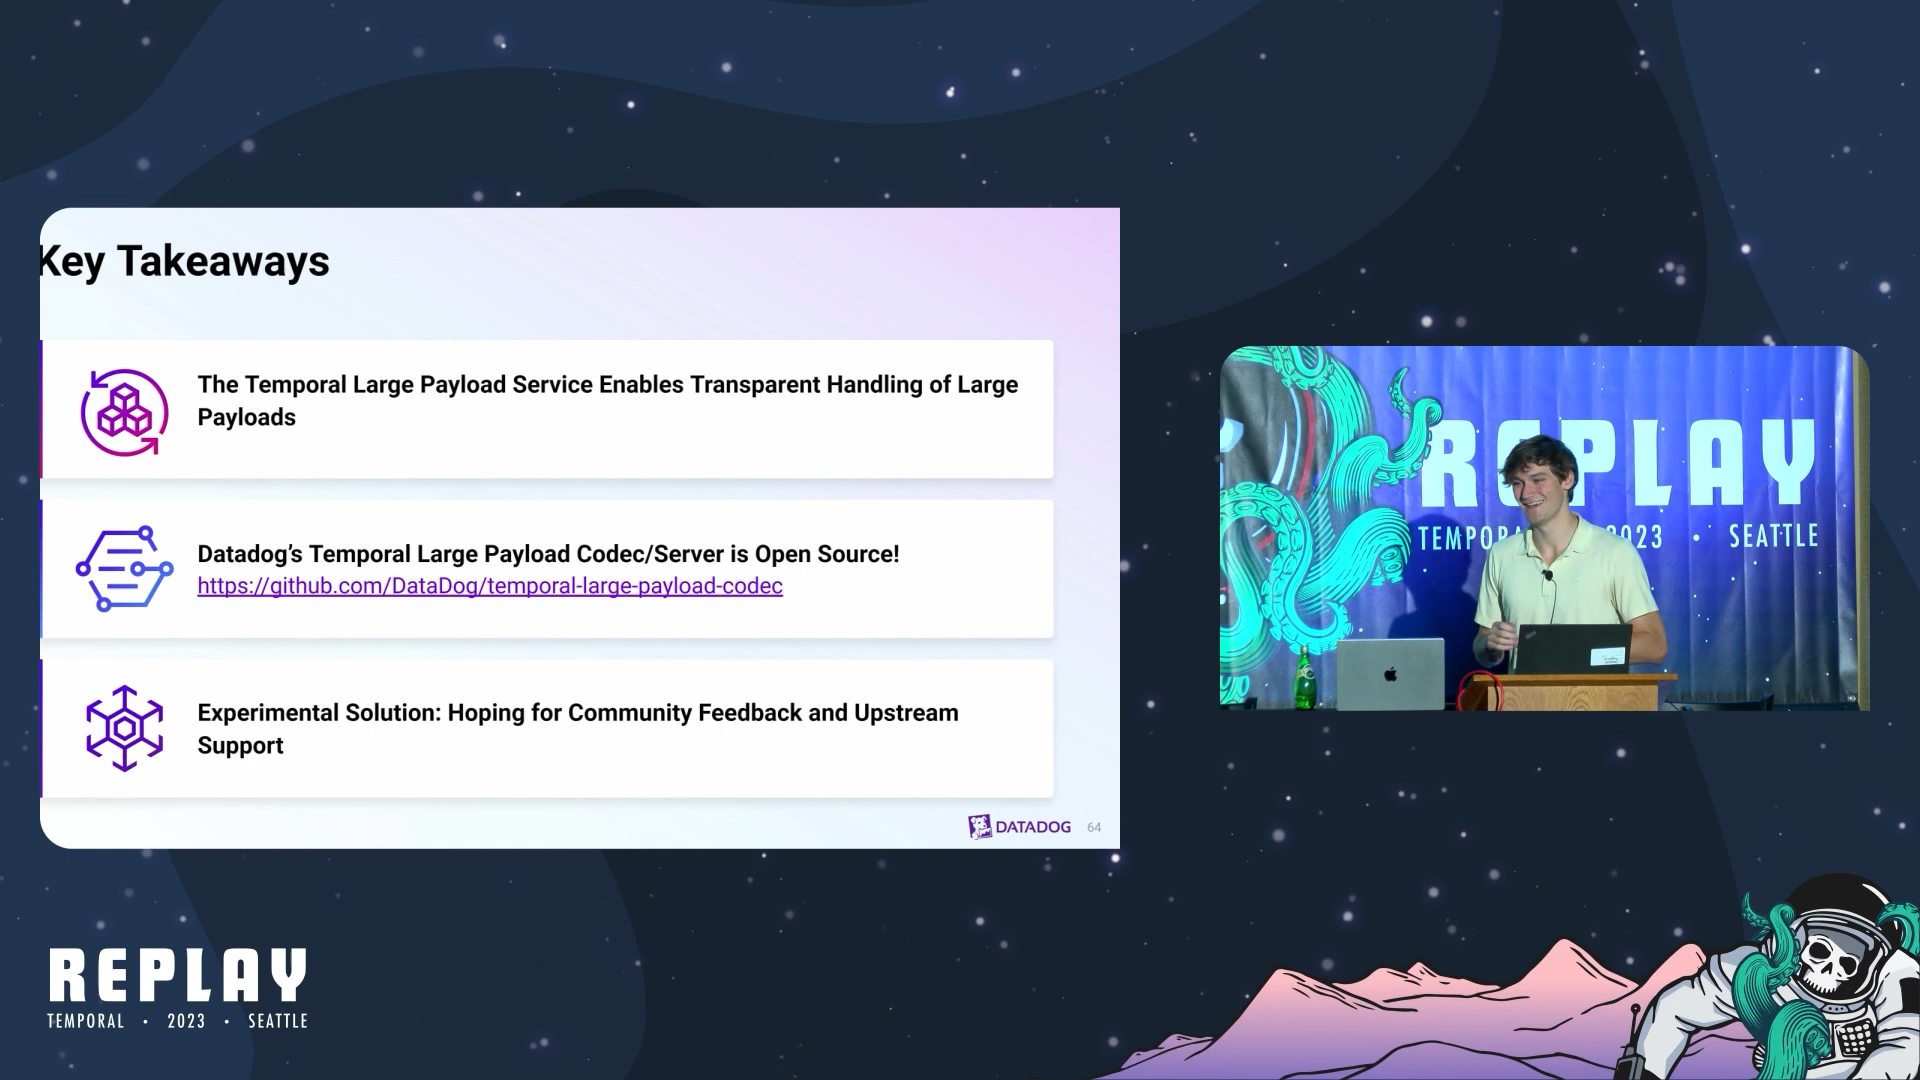 Key Takeaways
The Temporal Large Payload Service Enables Transparent Handling of Large
Payloads
Datadog’s Temporal Large Payload Codec/Server is Open Source!
https://github.com/DataDog/temporal-large-payload-codec
Experimental Solution: Hoping for Community Feedback and Upstream
Support
DATADOG 64
REPLAY
TEMPOR 2023 • SEATTLE
REPLAY
TEMPORAL • 2023 • SEATTLE